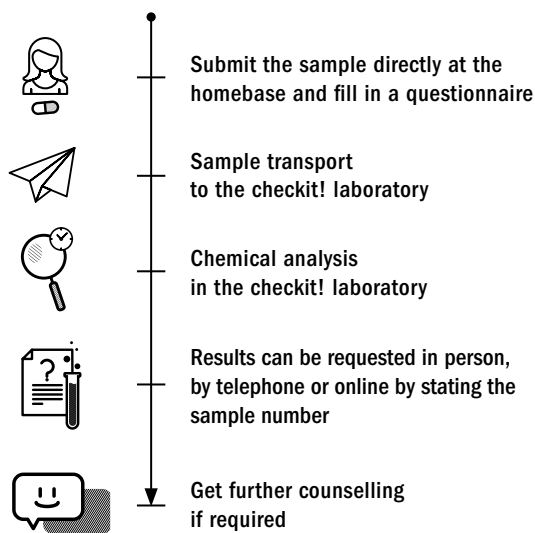 Submit the sample directly at the
homebase and fill in a questionnaire
Sample transport
to the checkit! laboratory
Chemical analysis
in the checkit! laboratory
?
Results can be requested in person,
by telephone or online by stating the
sample number
Get further counselling
if required